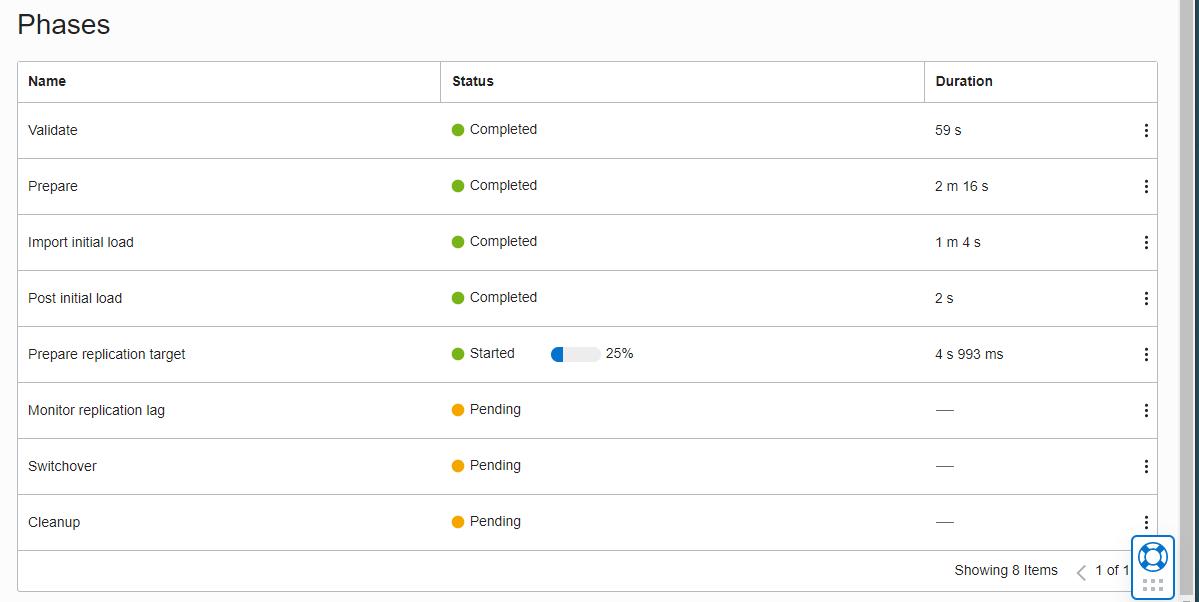 Phases
Name Status Duration
Validate Completed 59 s
Prepare Completed 2 m 16 s
Import initial load Completed 1 m 4 s
Post initial load Completed 2 s
Prepare replication target Started 25% 4 s 993 ms
Monitor replication lag Pending —
Switchover Pending —
Cleanup Pending —
Showing 8 Items 1 of 1